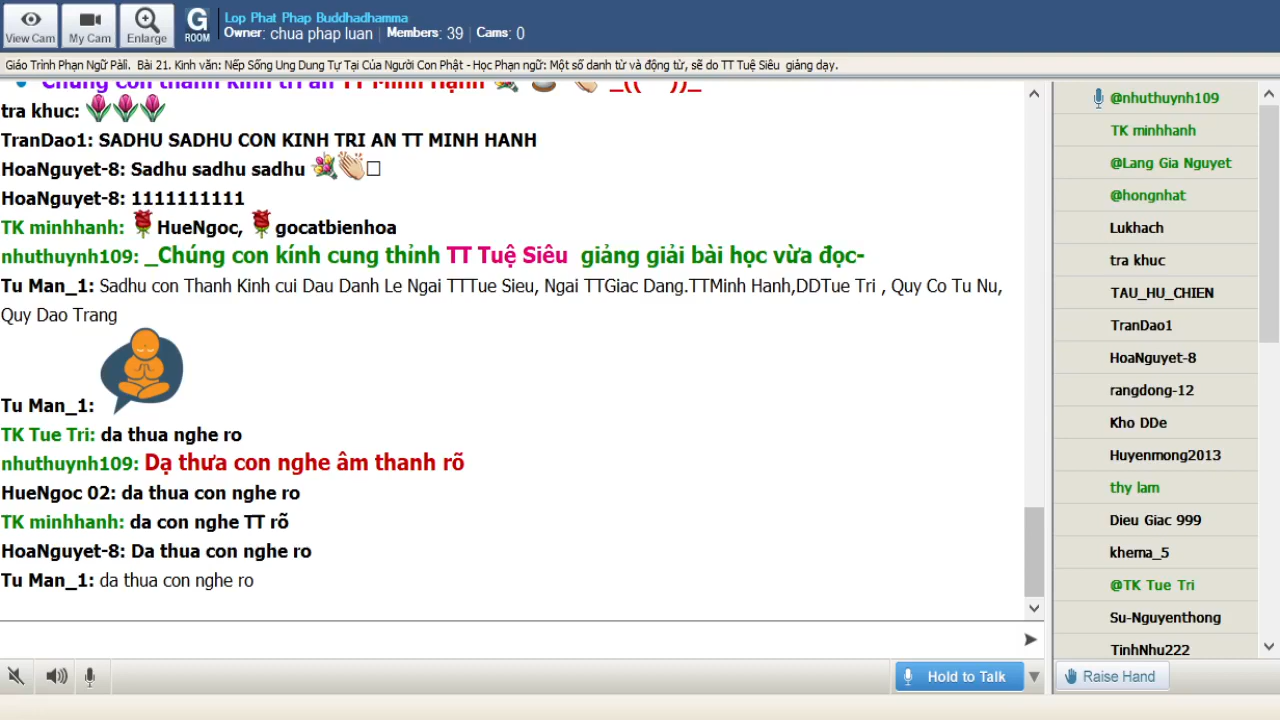 View Cam
My Cam
Enlarge
G
ROOM
Lop Phat Phap Buddhadhamma
Owner: chua phap luan | Members: 39 | Cams: 0
Giáo Trình Phạn Ngữ Pàli. Bài 21. Kinh văn: Nếp Sống Ung Dung Tự Tại Của Người Con Phật - Học Phạn ngữ: Một số danh từ và động từ, sẽ do TT Tuệ Siêu giảng dạy.
Chúng con thành kính tri ân TT Minh Hạnh
tra khuc:
TranDao1: SADHU SADHU CON KINH TRI AN TT MINH HANH
HoaNguyet-8: Sadhu sadhu sadhu
HoaNguyet-8: 1111111111
TK minhhanh: HueNgoc, gocatbienhoa
nhuthuynh109: _Chúng con kính cung thỉnh TT Tuệ Siêu giảng giải bài học vừa đọc-
Tu Man_1: Sadhu con Thanh Kinh cui Dau Danh Le Ngai TTTue Sieu, Ngai TTGiac Dang.TTMinh Hanh,DDTue Tri , Quy Co Tu Nu,
Quy Dao Trang
Tu Man_1:
TK Tue Tri: da thua nghe ro
nhuthuynh109: Dạ thưa con nghe âm thanh rõ
HueNgoc 02: da thua con nghe ro
TK minhhanh: da con nghe TT rõ
HoaNguyet-8: Da thua con nghe ro
Tu Man_1: da thua con nghe ro
Hold to Talk
@nhuthuynh109
TK minhhanh
@Lang Gia Nguyet
@hongnhat
Lukhach
tra khuc
TAU_HU_CHIEN
TranDao1
HoaNguyet-8
rangdong-12
Kho DDe
Huyenmong2013
thy lam
Dieu Giac 999
khema_5
@TK Tue Tri
Su-Nguyenthong
TinhNhu222
Raise Hand